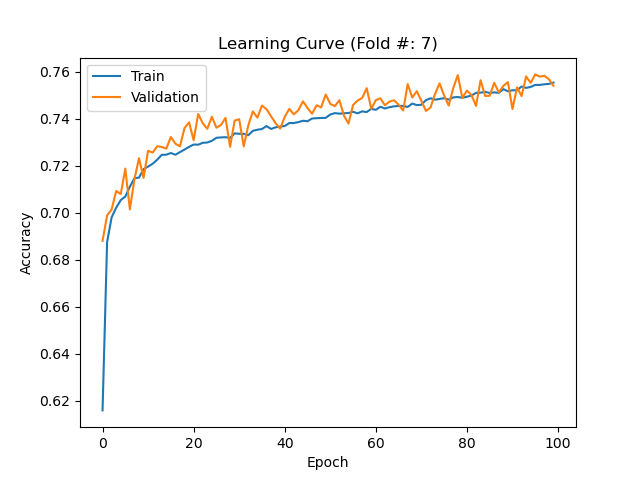 Learning Curve (Fold #: 7)
Train
Validation
Accuracy
0.76
0.74
0.72
0.70
0.68
0.66
0.64
0.62
0 20 40 60 80 100
Epoch